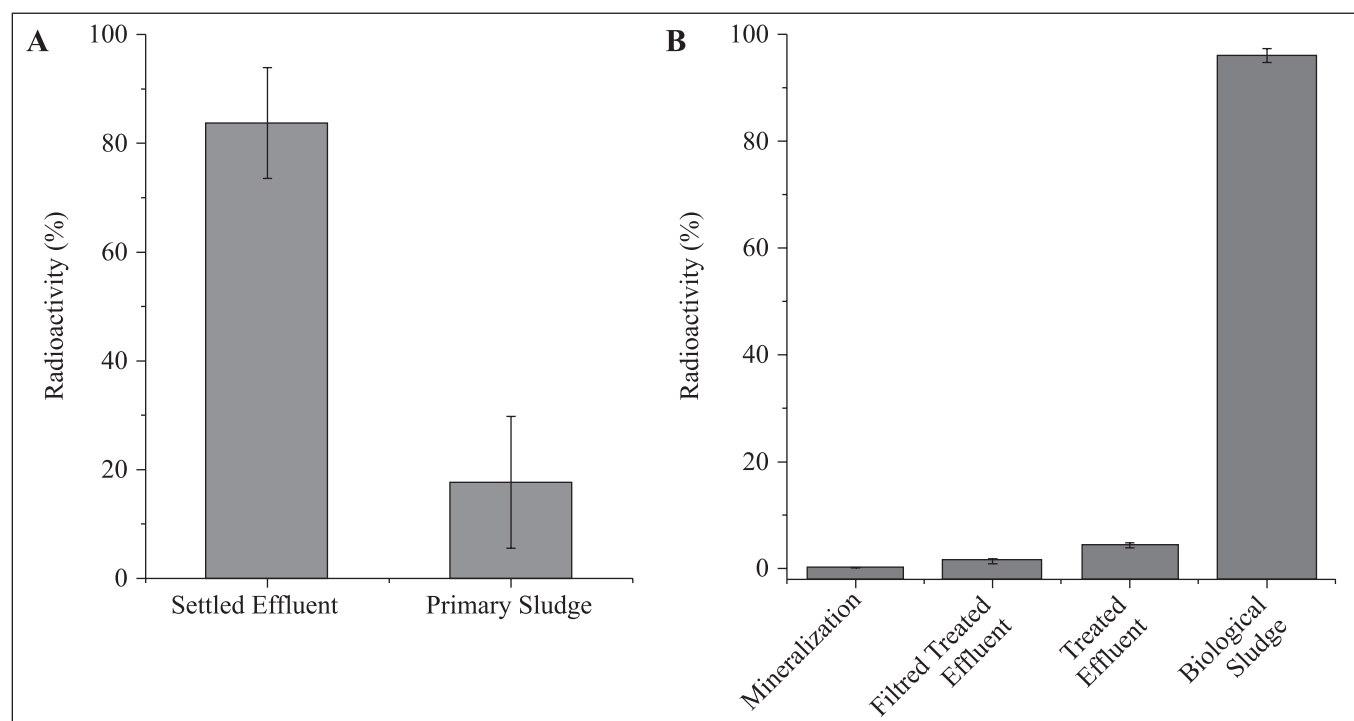 A
Radioactivity (%)
100
80
60
40
20
0
Settled Effluent
Primary Sludge
B
Radioactivity (%)
100
80
60
40
20
0
Mineralization
Filtred Treated
Effluent
Treated
Effluent
Biological
Sludge